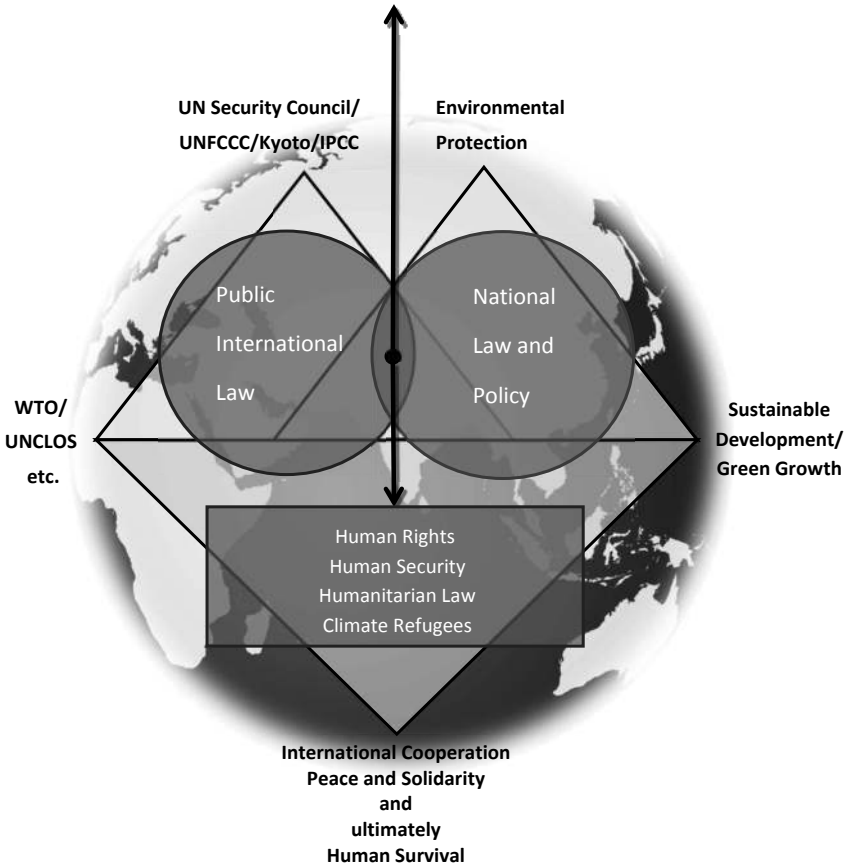 UN Security Council/
UNFCCC/Kyoto/IPCC
Environmental
Protection
Public
International
Law
National
Law and
Policy
WTO/
UNCLOS
etc.
Sustainable
Development/
Green Growth
Human Rights
Human Security
Humanitarian Law
Climate Refugees
International Cooperation
Peace and Solidarity
and
ultimately
Human Survival